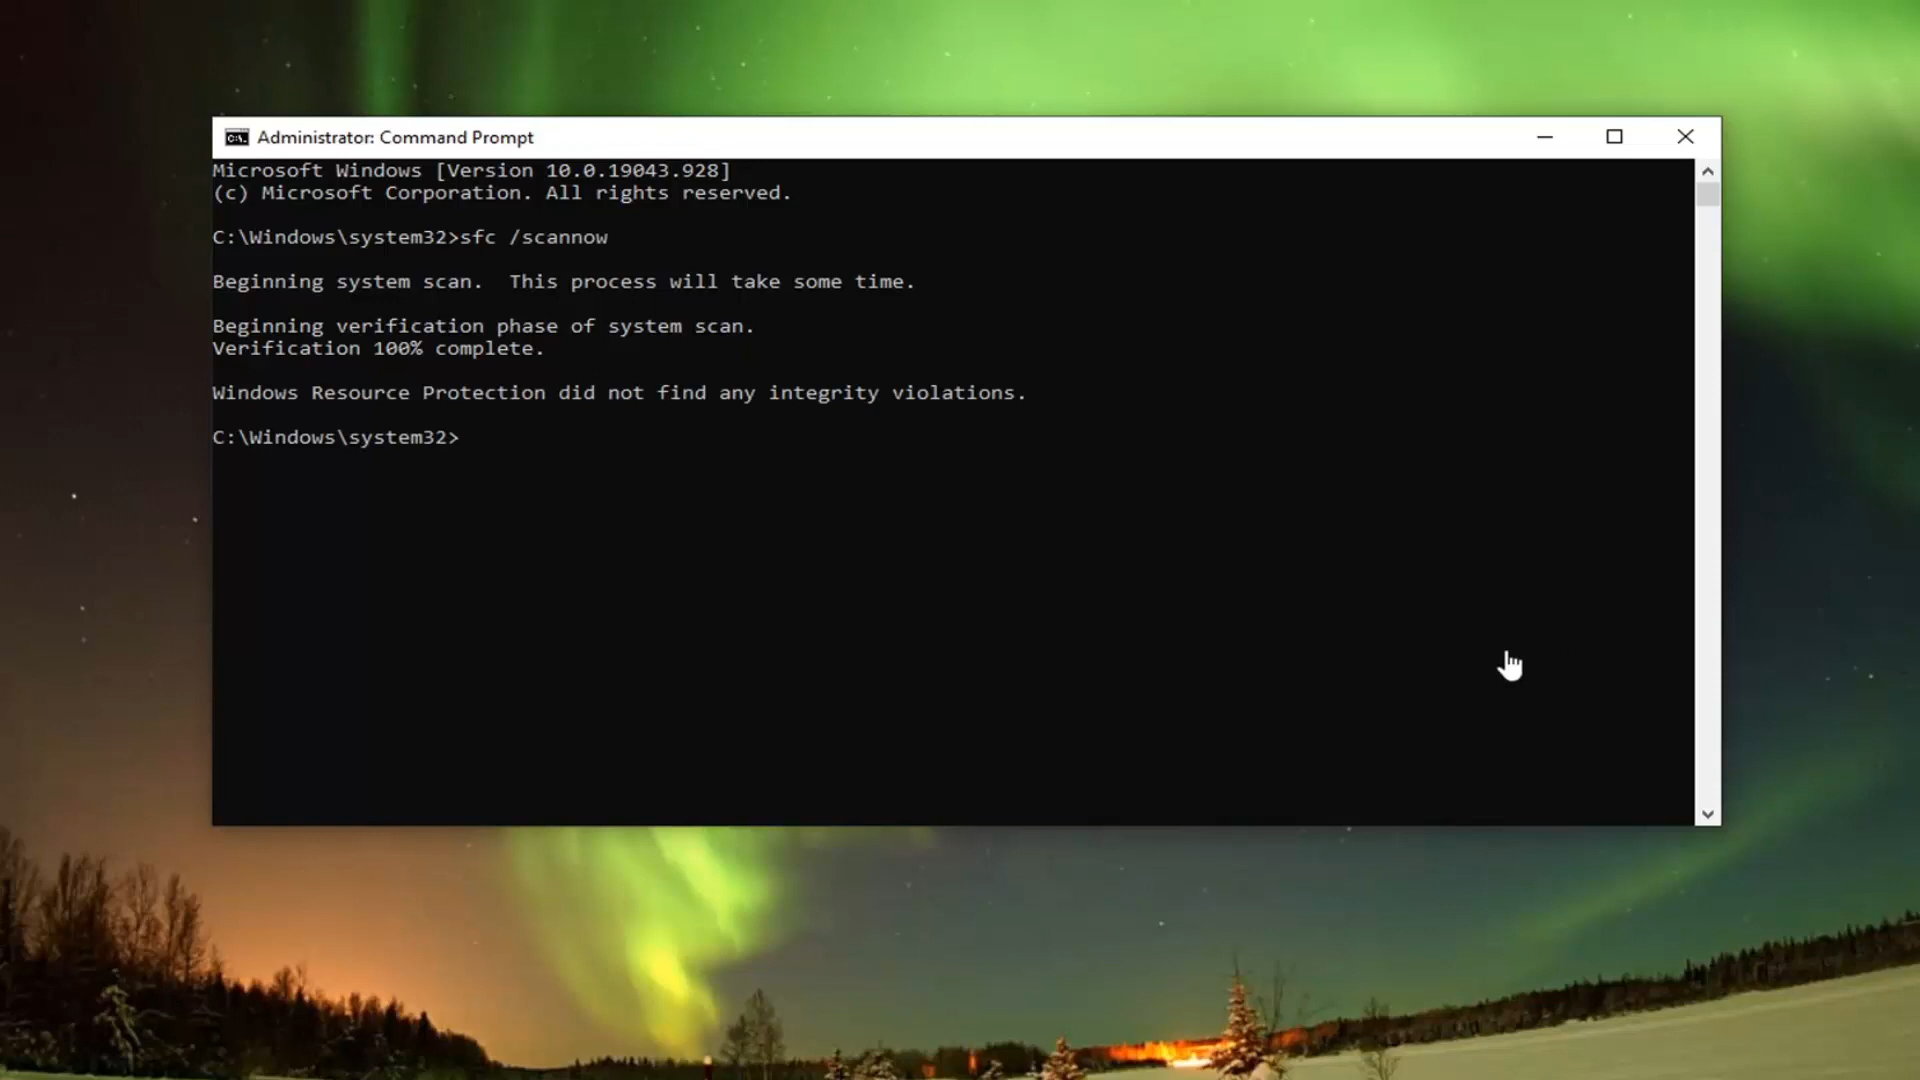 Administrator: Command Prompt
Microsoft Windows [Version 10.0.19043.928]
(c) Microsoft Corporation. All rights reserved.
C:\Windows\system32>sfc /scannow
Beginning system scan.  This process will take some time.
Beginning verification phase of system scan.
Verification 100% complete.
Windows Resource Protection did not find any integrity violations.
C:\Windows\system32>